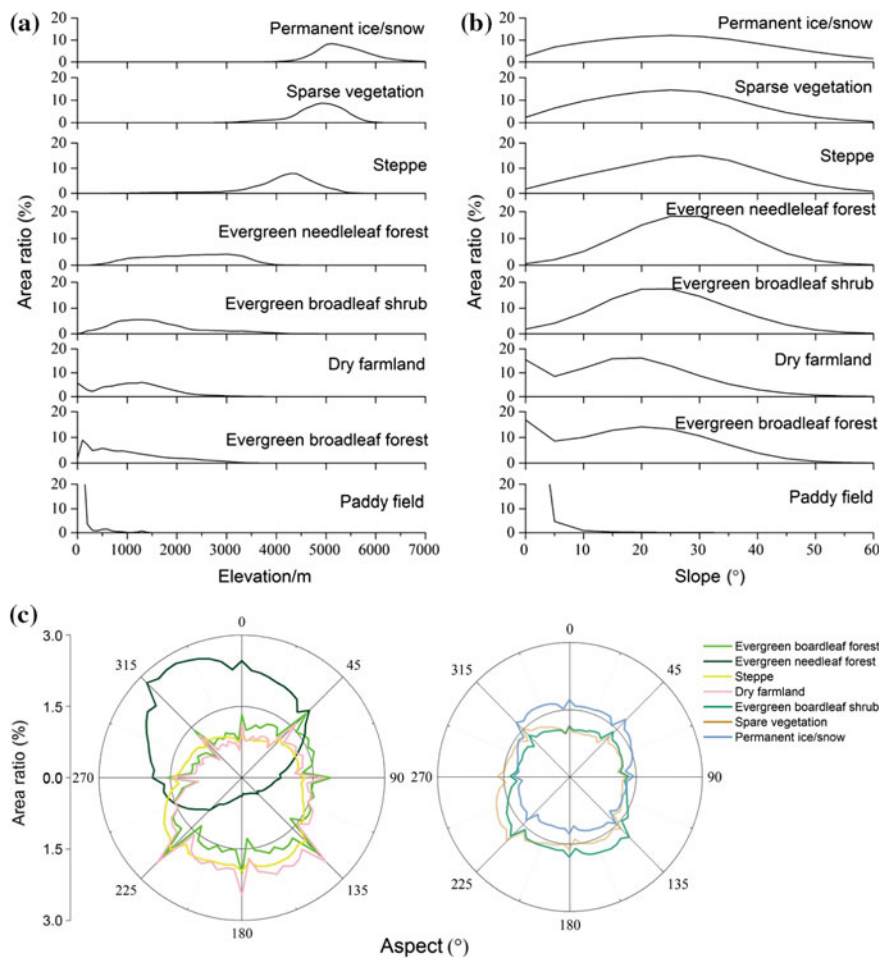 (a)
Area ratio (%)
20
10
0
Permanent ice/snow
20
10
0
Sparse vegetation
20
10
0
Steppe
20
10
0
Evergreen needleleaf forest
20
10
0
Evergreen broadleaf shrub
20
10
0
Dry farmland
20
10
0
Evergreen broadleaf forest
20
10
0
Paddy field
0 1000 2000 3000 4000 5000 6000 7000
Elevation/m
(b)
Area ratio (%)
20
10
0
Permanent ice/snow
20
10
0
Sparse vegetation
20
10
0
Steppe
20
10
0
Evergreen needleleaf forest
20
10
0
Evergreen broadleaf shrub
20
10
0
Dry farmland
20
10
0
Evergreen broadleaf forest
20
10
0
Paddy field
0 10 20 30 40 50 60
Slope (°)
(c)
Area ratio (%)
3.0
1.5
0.0
1.5
3.0
0
45
90
135
180
225
270
315
0
45
90
135
180
225
270
315
Evergreen boardleaf forest
Evergreen needleaf forest
Steppe
Dry farmland
Evergreen boardleaf shrub
Spare vegetation
Permanent ice/snow
Aspect (°)